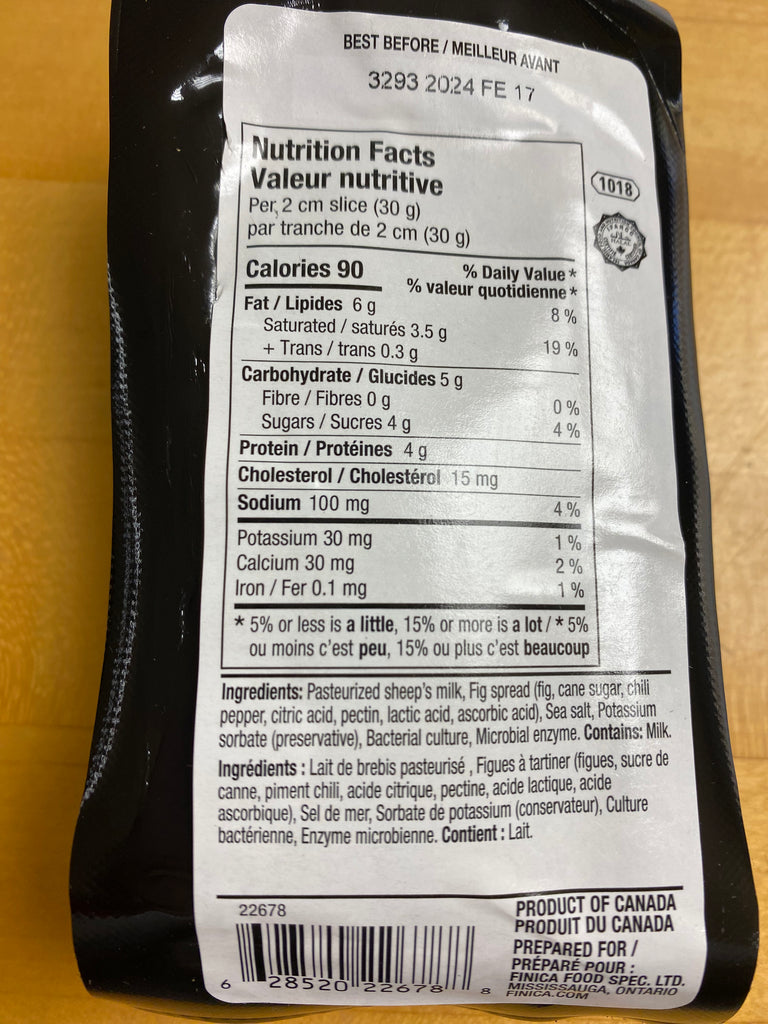 BEST BEFORE / MEILLEUR AVANT
3293 2024 FE 17
Nutrition Facts
Valeur nutritive
Per 2 cm slice (30 g)
par tranche de 2 cm (30 g)
1018
HALAL
Calories 90
% Daily Value *
% valeur quotidienne *
Fat / Lipides 6 g 8 %
Saturated / saturés 3.5 g
+ Trans / trans 0.3 g 19 %
Carbohydrate / Glucides 5 g
Fibre / Fibres 0 g 0 %
Sugars / Sucres 4 g 4 %
Protein / Protéines 4 g
Cholesterol / Cholestérol 15 mg
Sodium 100 mg 4 %
Potassium 30 mg 1 %
Calcium 30 mg 2 %
Iron / Fer 0.1 mg 1 %
* 5% or less is a little, 15% or more is a lot / * 5%
ou moins c'est peu, 15% ou plus c'est beaucoup
Ingredients: Pasteurized sheep's milk, Fig spread (fig, cane sugar, chili
pepper, citric acid, pectin, lactic acid, ascorbic acid), Sea salt, Potassium
sorbate (preservative), Bacterial culture, Microbial enzyme. Contains: Milk.
Ingrédients : Lait de brebis pasteurisé , Figues à tartiner (figues, sucre de
canne, piment chili, acide citrique, pectine, acide lactique, acide
ascorbique), Sel de mer, Sorbate de potassium (conservateur), Culture
bactérienne, Enzyme microbienne. Contient : Lait.
22678
6 28520 22678 8
PRODUCT OF CANADA
PRODUIT DU CANADA
PREPARED FOR /
PRÉPARÉ POUR :
FINICA FOOD SPEC. LTD.
MISSISSAUGA, ONTARIO
FINICA.COM